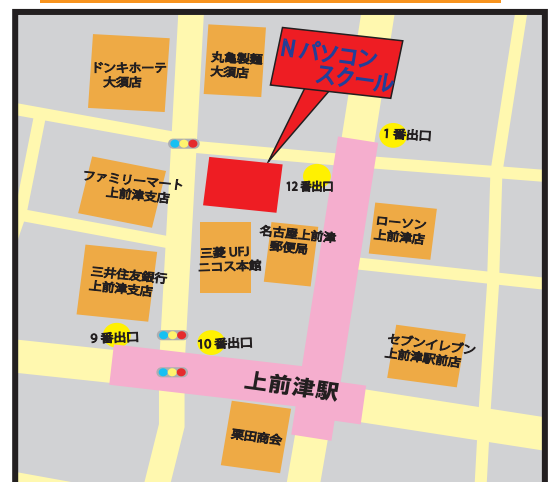 Nパソコン
スクール
ドンキホーテ
大須店
丸亀製麺
大須店
1番出口
ファミリーマート
上前津支店
12番出口
ローソン
上前津店
名古屋上前津
郵便局
三菱UFJ
ニコス本館
三井住友銀行
上前津支店
9番出口
10番出口
セブンイレブン
上前津駅前店
上前津駅
栗田商会